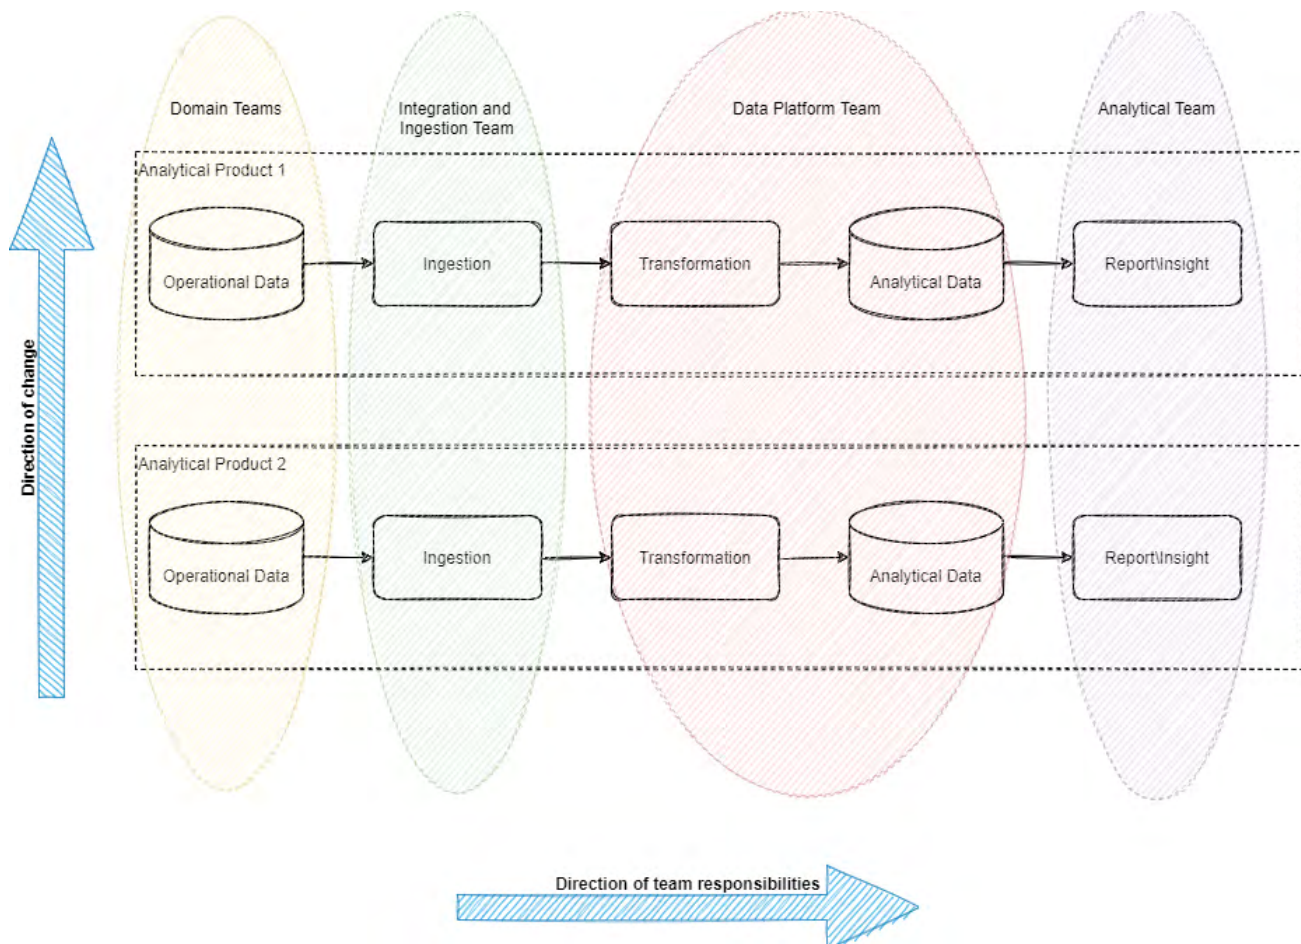 Domain Teams
Integration and
Ingestion Team
Data Platform Team
Analytical Team
Analytical Product 1
Operational Data
Ingestion
Transformation
Analytical Data
Report\Insight
Direction of change
Analytical Product 2
Operational Data
Ingestion
Transformation
Analytical Data
Report\Insight
Direction of team responsibilities